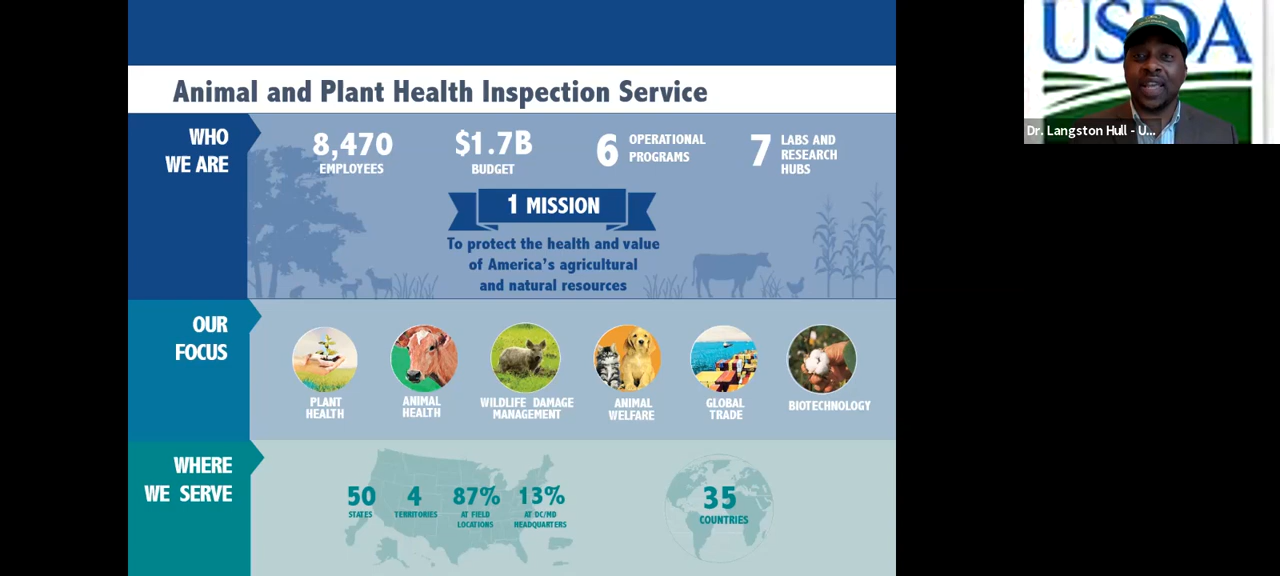 Animal and Plant Health Inspection Service
WHO
WE ARE
8,470
EMPLOYEES
$1.7B
BUDGET
6
OPERATIONAL
PROGRAMS
7
LABS AND
RESEARCH
HUBS
1 MISSION
To protect the health and value
of America's agricultural
and natural resources
OUR
FOCUS
PLANT
HEALTH
ANIMAL
HEALTH
WILDLIFE DAMAGE
MANAGEMENT
ANIMAL
WELFARE
GLOBAL
TRADE
BIOTECHNOLOGY
WHERE
WE SERVE
50
STATES
4
TERRITORIES
87%
AT FIELD
LOCATIONS
13%
AT DC/MD
HEADQUARTERS
35
COUNTRIES
USDA
Dr. Langston Hull - U...